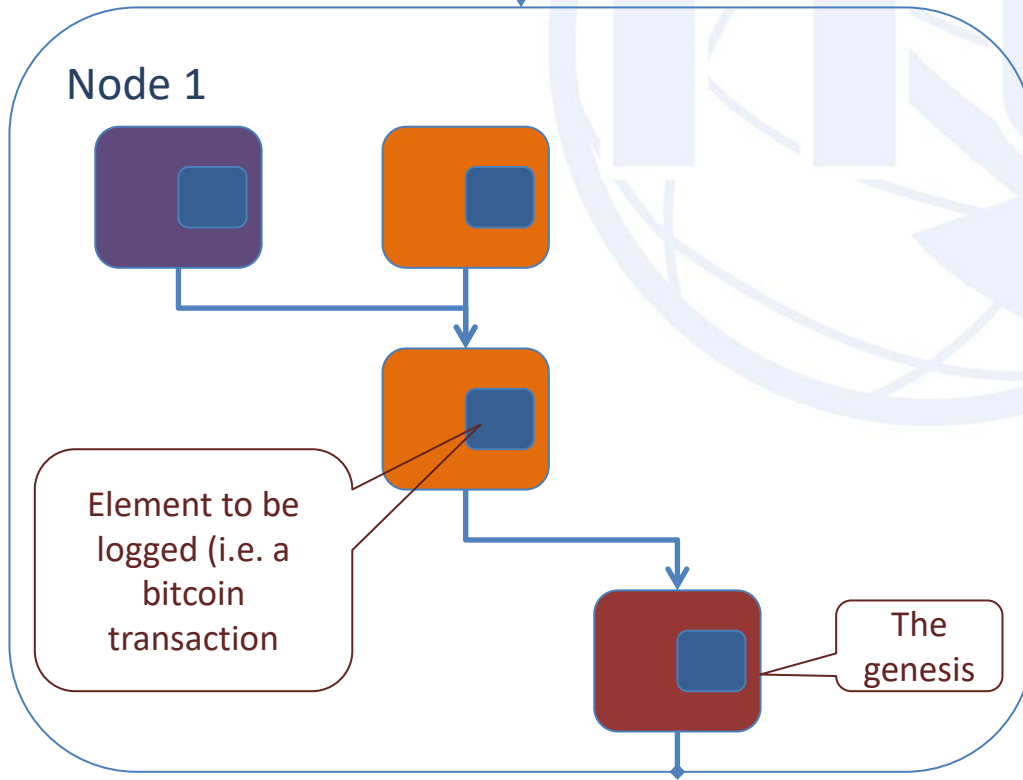 Node 1
Element to be
logged (i.e. a
bitcoin
transaction
The
genesis